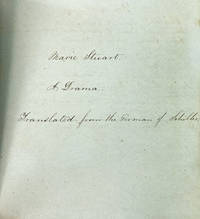 Marie Stuart.
A Drama.
Translated from the German of Schiller